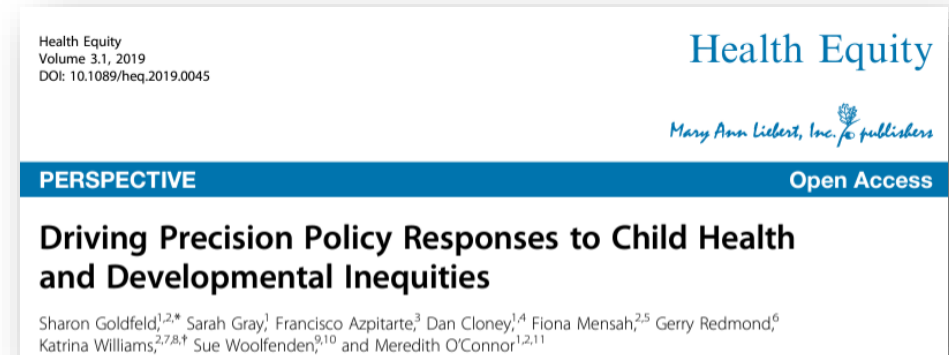 Health Equity
Volume 3.1, 2019
DOI: 10.1089/heq.2019.0045
Health Equity
Mary Ann Liebert, Inc. publishers
PERSPECTIVE Open Access
Driving Precision Policy Responses to Child Health
and Developmental Inequities
Sharon Goldfeld,1,2,* Sarah Gray,1 Francisco Azpitarte,3 Dan Cloney,1,4 Fiona Mensah,2,5 Gerry Redmond,6
Katrina Williams,2,7,8,† Sue Woolfenden,9,10 and Meredith O'Connor1,2,11